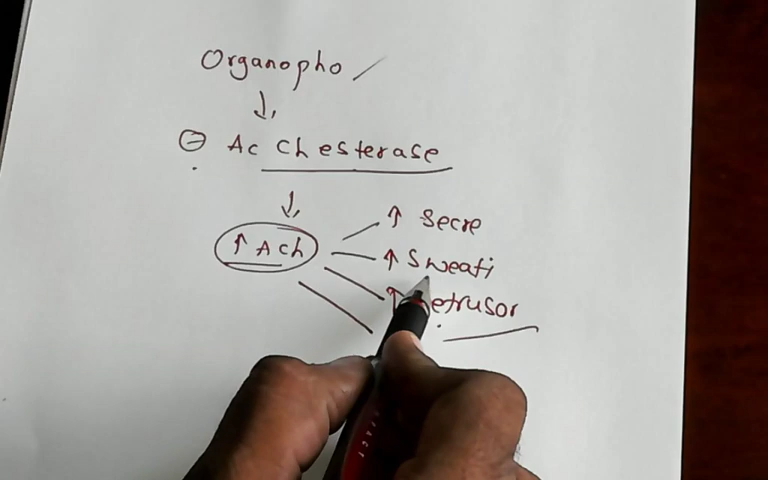 Organopho
↓
⊖ Ac Chesterase
↓
↑ Ach
↑ Secre
↑ Sweati
↑ etrusor